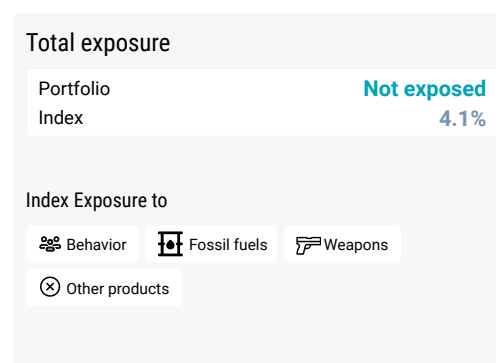 Total exposure
Portfolio Not exposed
Index 4.1%
Index Exposure to
Behavior Fossil fuels Weapons
Other products